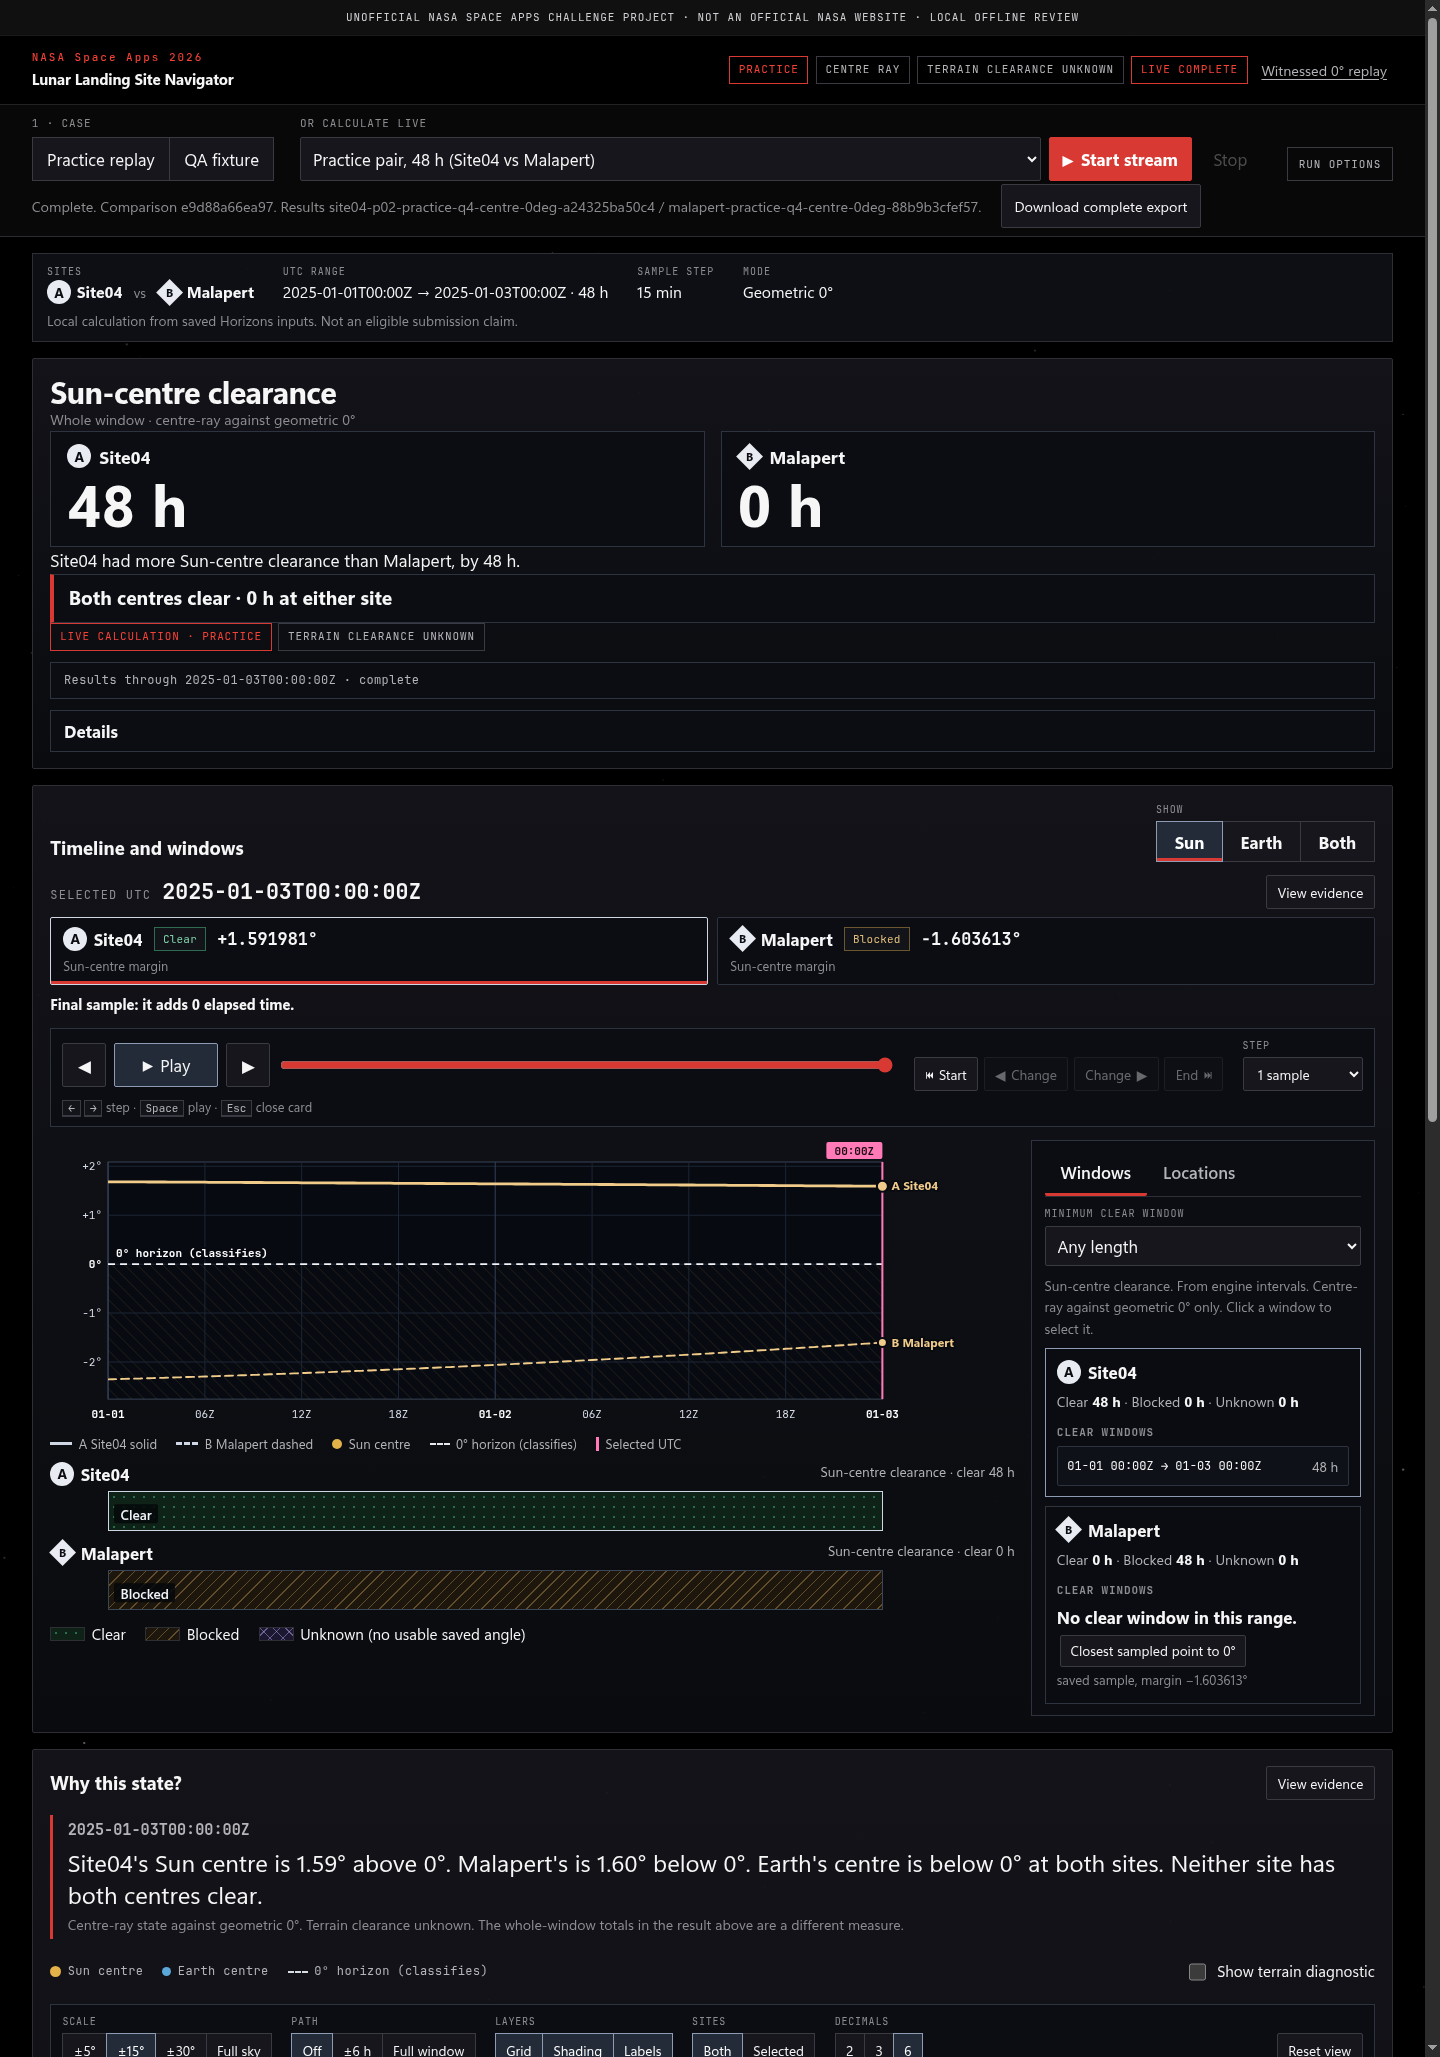 UNOFFICIAL NASA SPACE APPS CHALLENGE PROJECT · NOT AN OFFICIAL NASA WEBSITE · LOCAL OFFLINE REVIEW
NASA Space Apps 2026
Lunar Landing Site Navigator
PRACTICE
CENTRE RAY
TERRAIN CLEARANCE UNKNOWN
LIVE COMPLETE
Witnessed 0° replay
1 · CASE
OR CALCULATE LIVE
Practice replay
QA fixture
Practice pair, 48 h (Site04 vs Malapert)
▶ Start stream
Stop
RUN OPTIONS
Complete. Comparison e9d88a66ea97. Results site04-p02-practice-q4-centre-0deg-a24325ba50c4 / malapert-practice-q4-centre-0deg-88b9b3cfef57.
Download complete export
SITES
A Site04 vs B Malapert
UTC RANGE
2025-01-01T00:00Z → 2025-01-03T00:00Z · 48 h
SAMPLE STEP
15 min
MODE
Geometric 0°
Local calculation from saved Horizons inputs. Not an eligible submission claim.
Sun-centre clearance
Whole window · centre-ray against geometric 0°
A Site04
48 h
B Malapert
0 h
Site04 had more Sun-centre clearance than Malapert, by 48 h.
Both centres clear · 0 h at either site
LIVE CALCULATION · PRACTICE
TERRAIN CLEARANCE UNKNOWN
Results through 2025-01-03T00:00:00Z · complete
Details
Timeline and windows
SHOW
Sun
Earth
Both
SELECTED UTC 2025-01-03T00:00:00Z
View evidence
A Site04 Clear +1.591981°
Sun-centre margin
B Malapert Blocked -1.603613°
Sun-centre margin
Final sample: it adds 0 elapsed time.
◀
▶ Play
▶
⏮ Start
◀ Change
Change ▶
End ⏭
STEP
1 sample
← → step · Space play · Esc close card
00:00Z
+2°
+1°
0°
-1°
-2°
0° horizon (classifies)
A Site04
B Malapert
01-01 06Z 12Z 18Z 01-02 06Z 12Z 18Z 01-03
A Site04 solid
B Malapert dashed
Sun centre
0° horizon (classifies)
Selected UTC
A Site04
Sun-centre clearance · clear 48 h
Clear
B Malapert
Sun-centre clearance · clear 0 h
Blocked
Clear
Blocked
Unknown (no usable saved angle)
Windows
Locations
MINIMUM CLEAR WINDOW
Any length
Sun-centre clearance. From engine intervals. Centre-
ray against geometric 0° only. Click a window to
select it.
A Site04
Clear 48 h · Blocked 0 h · Unknown 0 h
CLEAR WINDOWS
01-01 00:00Z → 01-03 00:00Z 48 h
B Malapert
Clear 0 h · Blocked 48 h · Unknown 0 h
CLEAR WINDOWS
No clear window in this range.
Closest sampled point to 0°
saved sample, margin −1.603613°
Why this state?
View evidence
2025-01-03T00:00:00Z
Site04's Sun centre is 1.59° above 0°. Malapert's is 1.60° below 0°. Earth's centre is below 0° at both sites. Neither site has
both centres clear.
Centre-ray state against geometric 0°. Terrain clearance unknown. The whole-window totals in the result above are a different measure.
Sun centre
Earth centre
0° horizon (classifies)
Show terrain diagnostic
SCALE
±5°
±15°
±30°
Full sky
PATH
Off
±6 h
Full window
LAYERS
Grid
Shading
Labels
SITES
Both
Selected
DECIMALS
2
3
6
Reset view